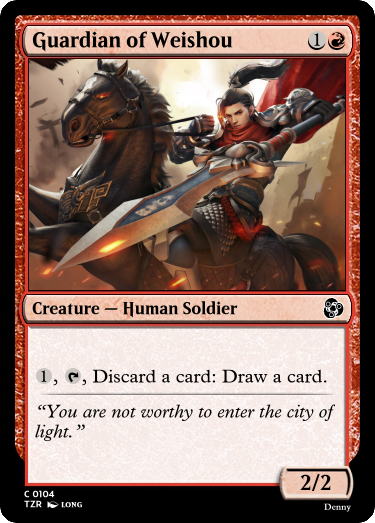 Guardian of Weishou 1
Creature — Human Soldier
1, , Discard a card: Draw a card.
“You are not worthy to enter the city of
light.”
2/2
C 0104
TZR LONG
Denny